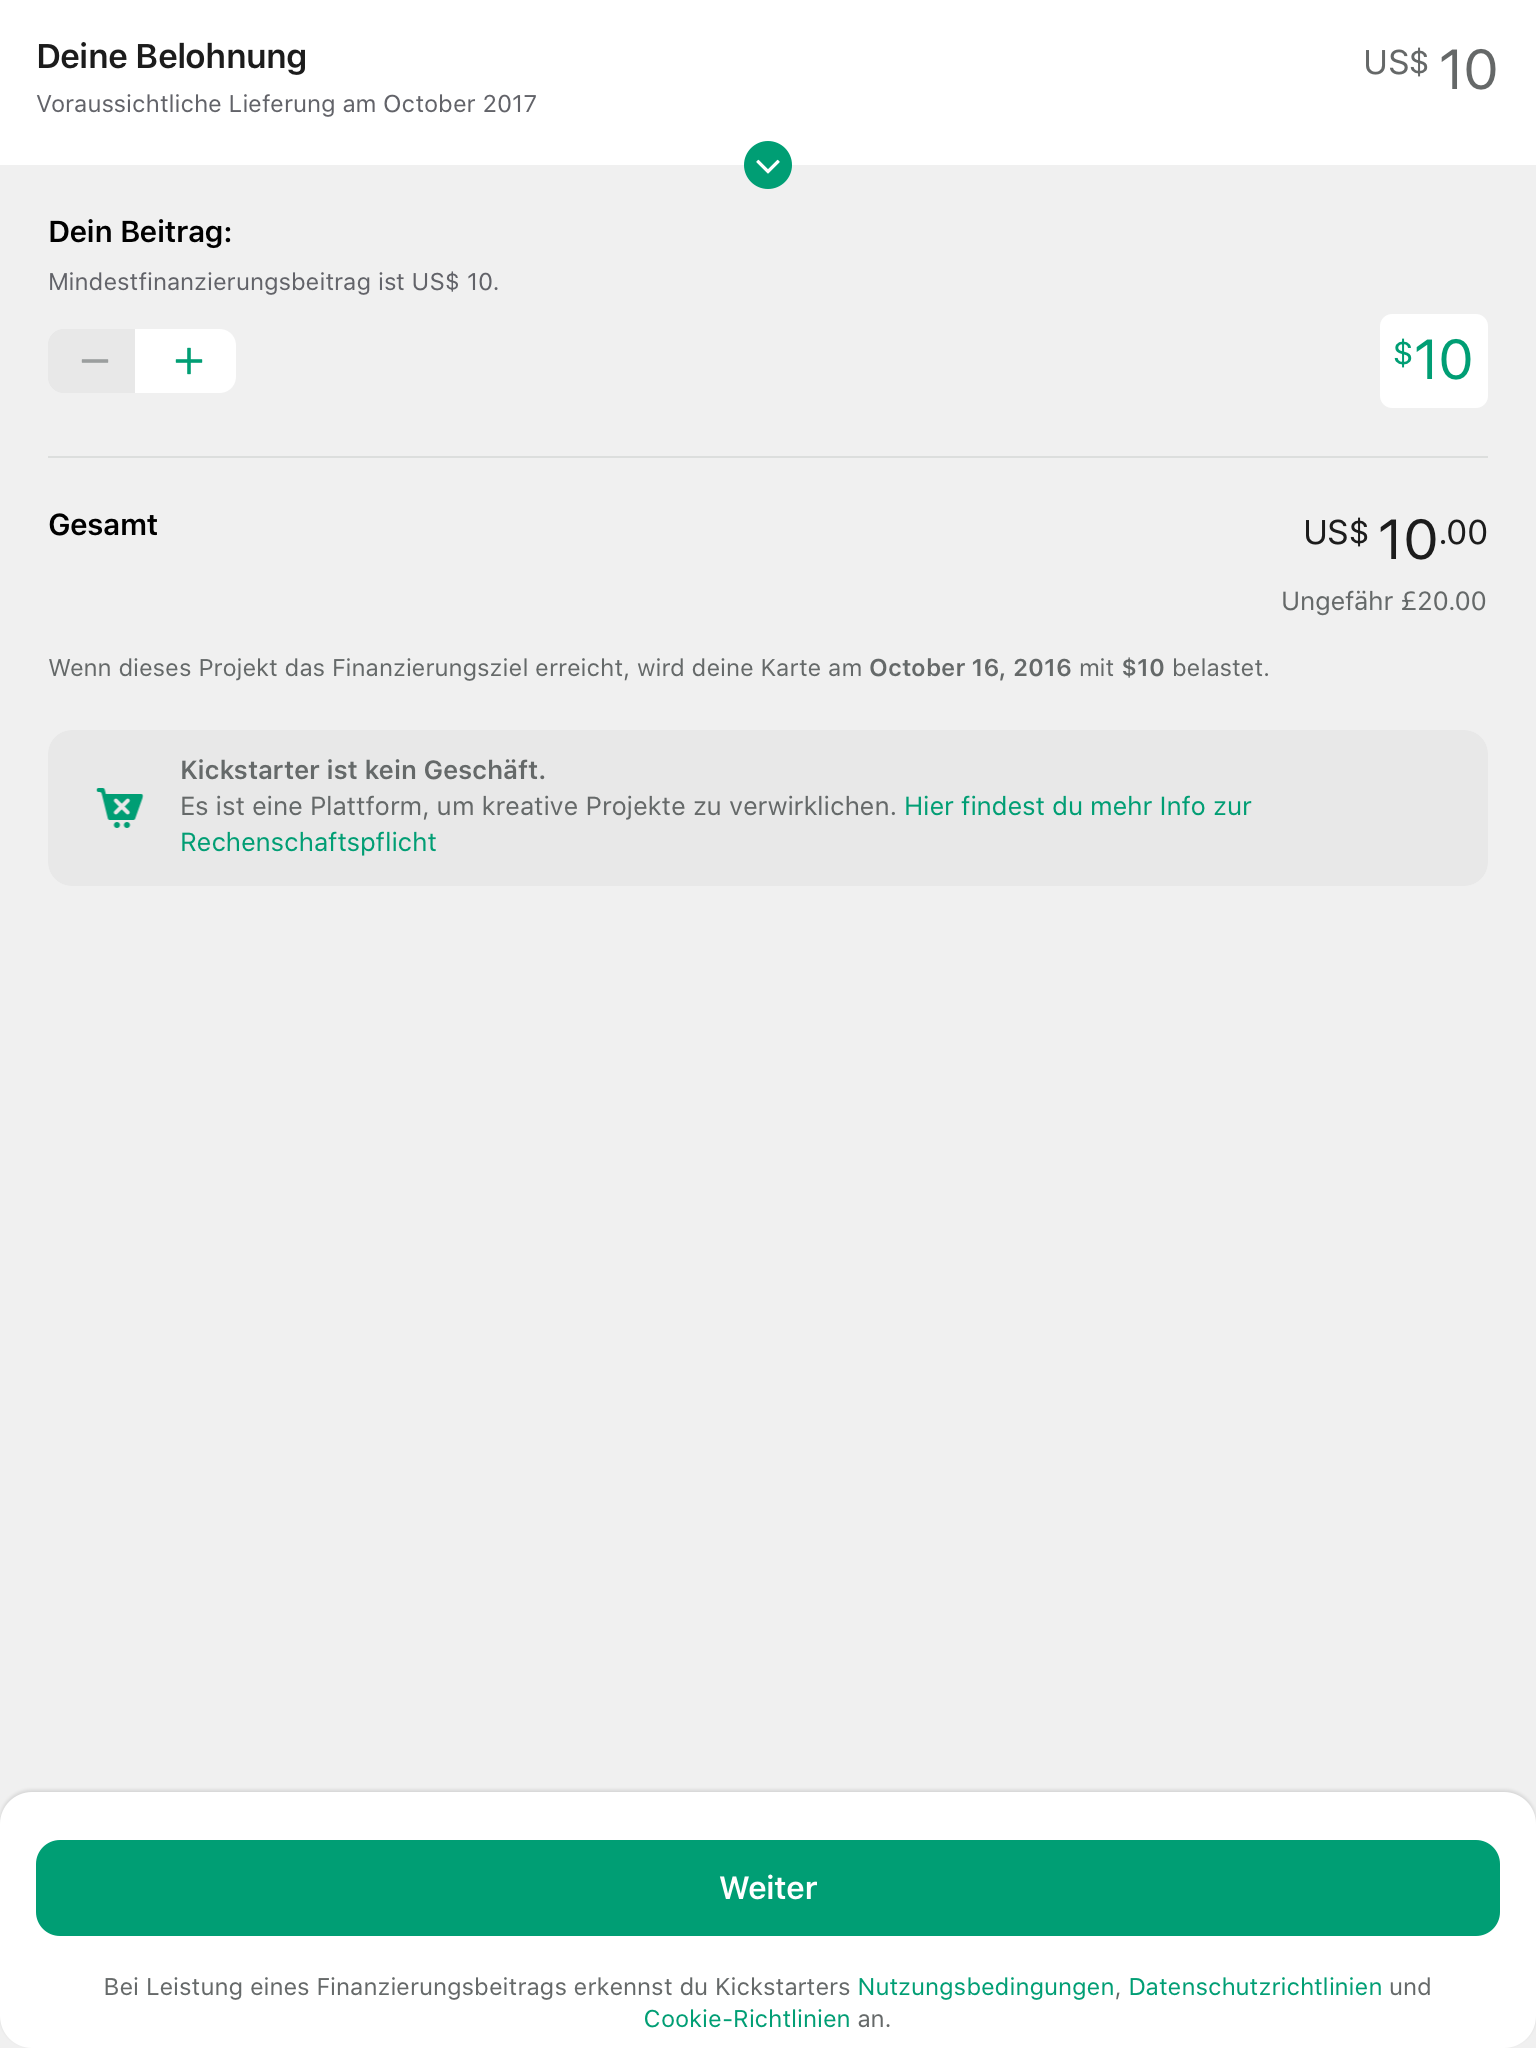 Deine Belohnung
US$ 10
Voraussichtliche Lieferung am October 2017
Dein Beitrag:
Mindestfinanzierungsbeitrag ist US$ 10.
$10
Gesamt
US$ 10.00
Ungefähr £20.00
Wenn dieses Projekt das Finanzierungsziel erreicht, wird deine Karte am October 16, 2016 mit $10 belastet.
Kickstarter ist kein Geschäft.
Es ist eine Plattform, um kreative Projekte zu verwirklichen. Hier findest du mehr Info zur
Rechenschaftspflicht
Weiter
Bei Leistung eines Finanzierungsbeitrags erkennst du Kickstarters Nutzungsbedingungen, Datenschutzrichtlinien und
Cookie-Richtlinien an.